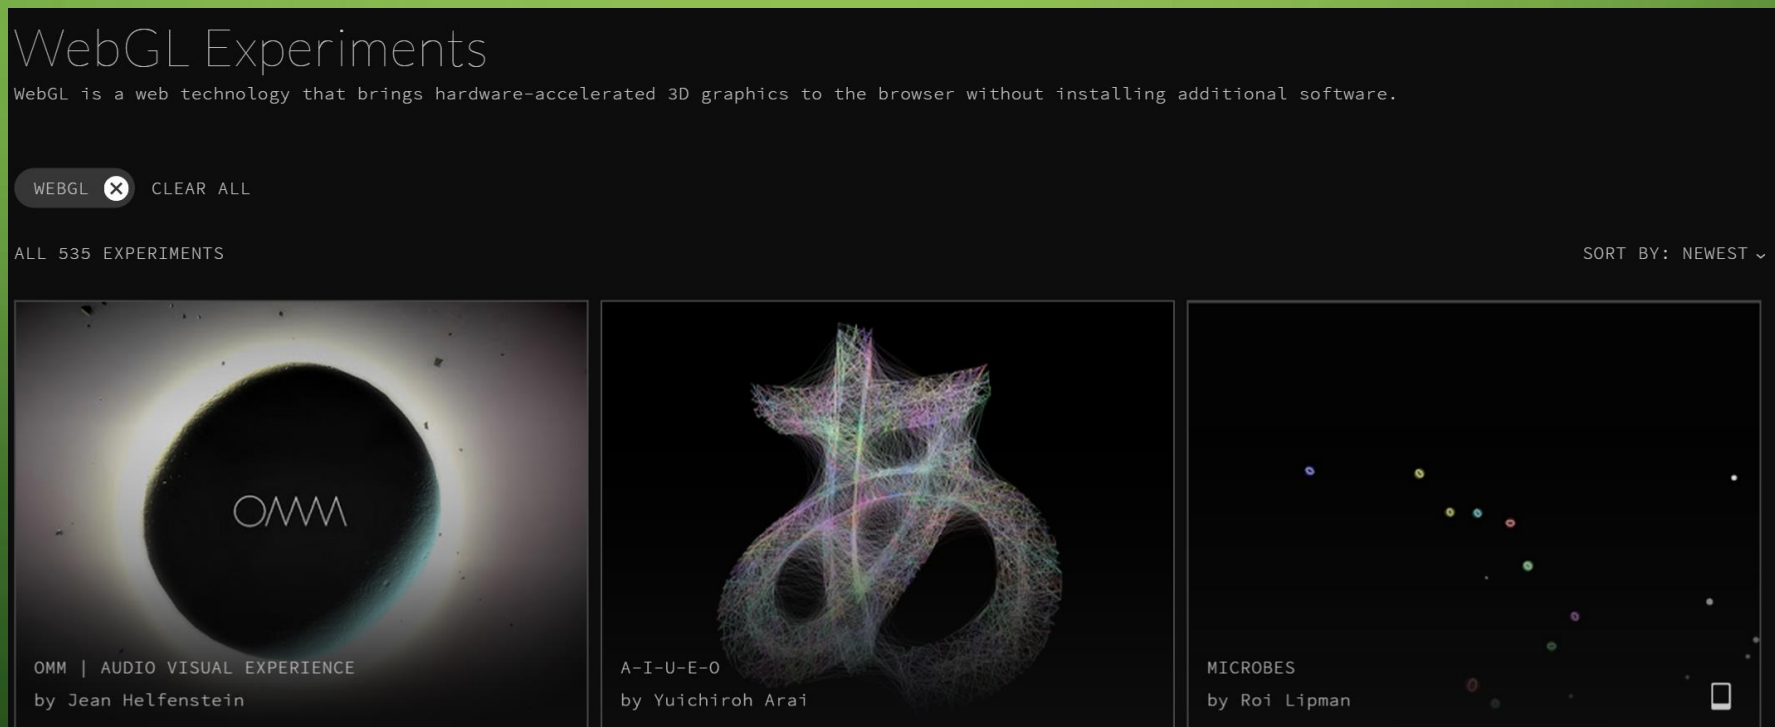 WebGL Experiments
WebGL is a web technology that brings hardware-accelerated 3D graphics to the browser without installing additional software.
WEBGL CLEAR ALL
ALL 535 EXPERIMENTS
SORT BY: NEWEST
OMM
あ
OMM | AUDIO VISUAL EXPERIENCE
by Jean Helfenstein
A-I-U-E-O
by Yuichiroh Arai
MICROBES
by Roi Lipman